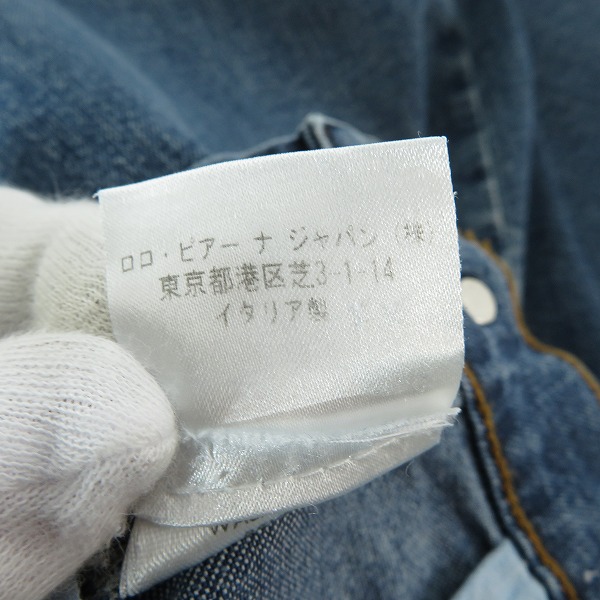 ロロ・ピアーナ ジャパン（株）
東京都港区芝3-1-14
イタリア製